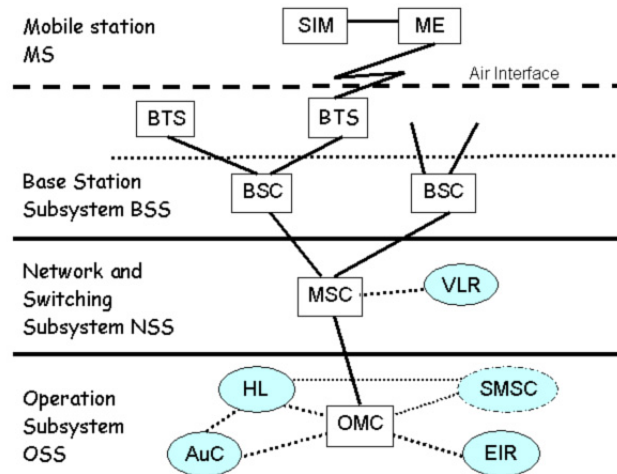 Mobile station
MS
SIM
ME
Air Interface
BTS
BTS
Base Station
Subsystem BSS
BSC
BSC
Network and
Switching
Subsystem NSS
MSC
VLR
Operation
Subsystem
OSS
HL
SMSC
OMC
AuC
EIR